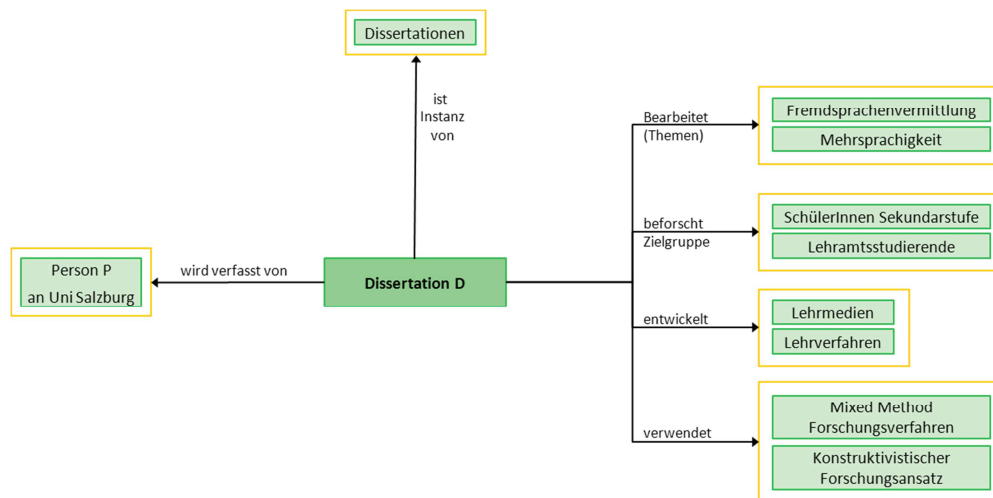 Dissertationen
ist
Instanz
von
Bearbeitet
(Themen)
Fremdsprachenvermittlung
Mehrsprachigkeit
beforscht
Zielgruppe
SchülerInnen Sekundarstufe
Lehramtsstudierende
Person P
an Uni Salzburg
wird verfasst von
Dissertation D
entwickelt
Lehrmedien
Lehrverfahren
verwendet
Mixed Method
Forschungsverfahren
Konstruktivistischer
Forschungsansatz